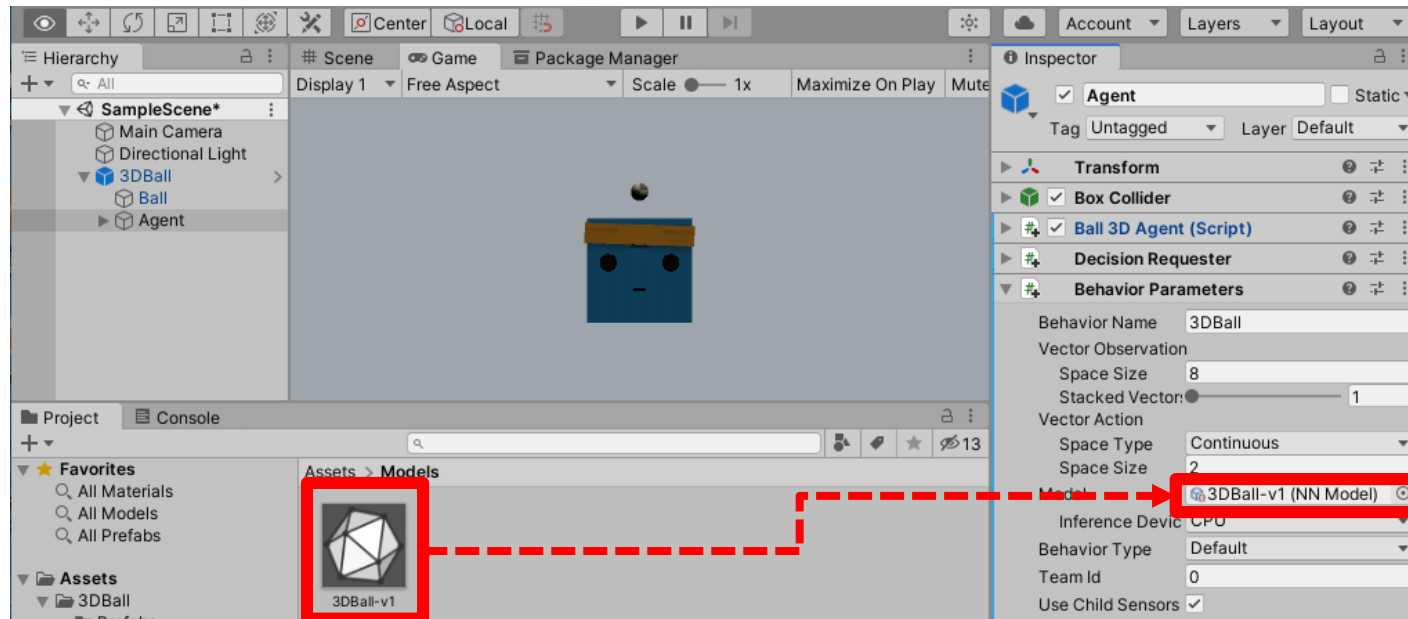 Center Local Account Layers Layout
Hierarchy
All
SampleScene*
Main Camera
Directional Light
3DBall
Ball
Agent
Scene Game Package Manager
Display 1 Free Aspect Scale 1x Maximize On Play Mute
Project Console
13
Favorites
All Materials
All Models
All Prefabs
Assets
3DBall
Assets > Models
3DBall-v1
Inspector
Agent Static
Tag Untagged Layer Default
Transform
Box Collider
Ball 3D Agent (Script)
Decision Requester
Behavior Parameters
Behavior Name 3DBall
Vector Observation
Space Size 8
Stacked Vector: 1
Vector Action
Space Type Continuous
Space Size 2
Model 3DBall-v1 (NN Model)
Inference Devic CPU
Behavior Type Default
Team Id 0
Use Child Sensors